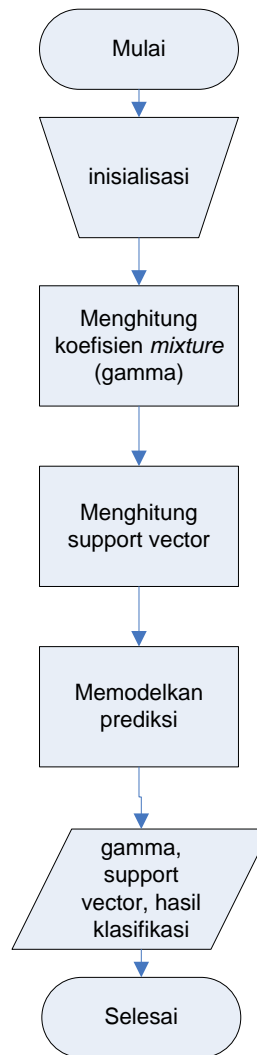 Mulai
inisialisasi
Menghitung
koefisien mixture
(gamma)
Menghitung
support vector
Memodelkan
prediksi
gamma,
support
vector, hasil
klasifikasi
Selesai